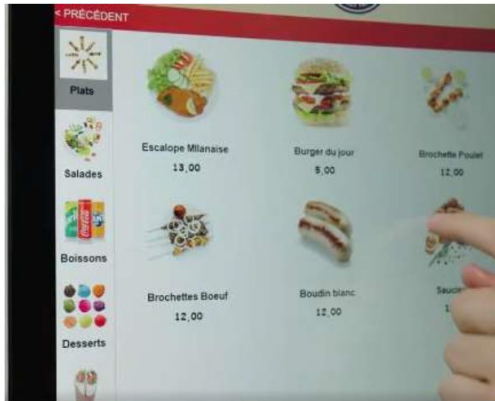 < PRÉCÉDENT
Plats
Salades
Boissons
Desserts
Escalope Milanaise
13,00
Burger du jour
5,00
Brochette Poulet
12,00
Brochettes Boeuf
12,00
Boudin blanc
12,00